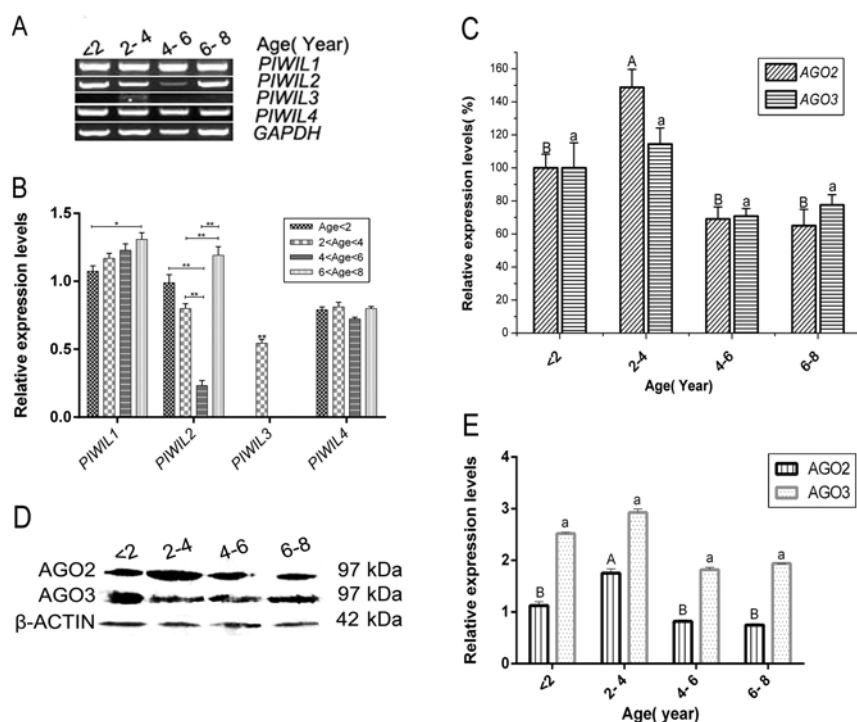 A
<2 2-4 4-6 6-8 Age( Year)
PIWIL1
PIWIL2
PIWIL3
PIWIL4
GAPDH
B
Relative expression levels
1.5
1.0
0.5
0.0
* ** ** ** ** **
Age<2
2<Age<4
4<Age<6
6<Age<8
PIWIL1 PIWIL2 PIWIL3 PIWIL4
C
Relative expression levels( %)
160
140
120
100
80
60
40
20
0
AGO2
AGO3
B a A a B a B a
<2 2-4 4-6 6-8
Age( Year)
D
<2 2-4 4-6 6-8
AGO2 97 kDa
AGO3 97 kDa
β-ACTIN 42 kDa
E
Relative expression levels
4
3
2
1
0
AGO2
AGO3
B a A a B a B a
<2 2-4 4-6 6-8
Age( year)